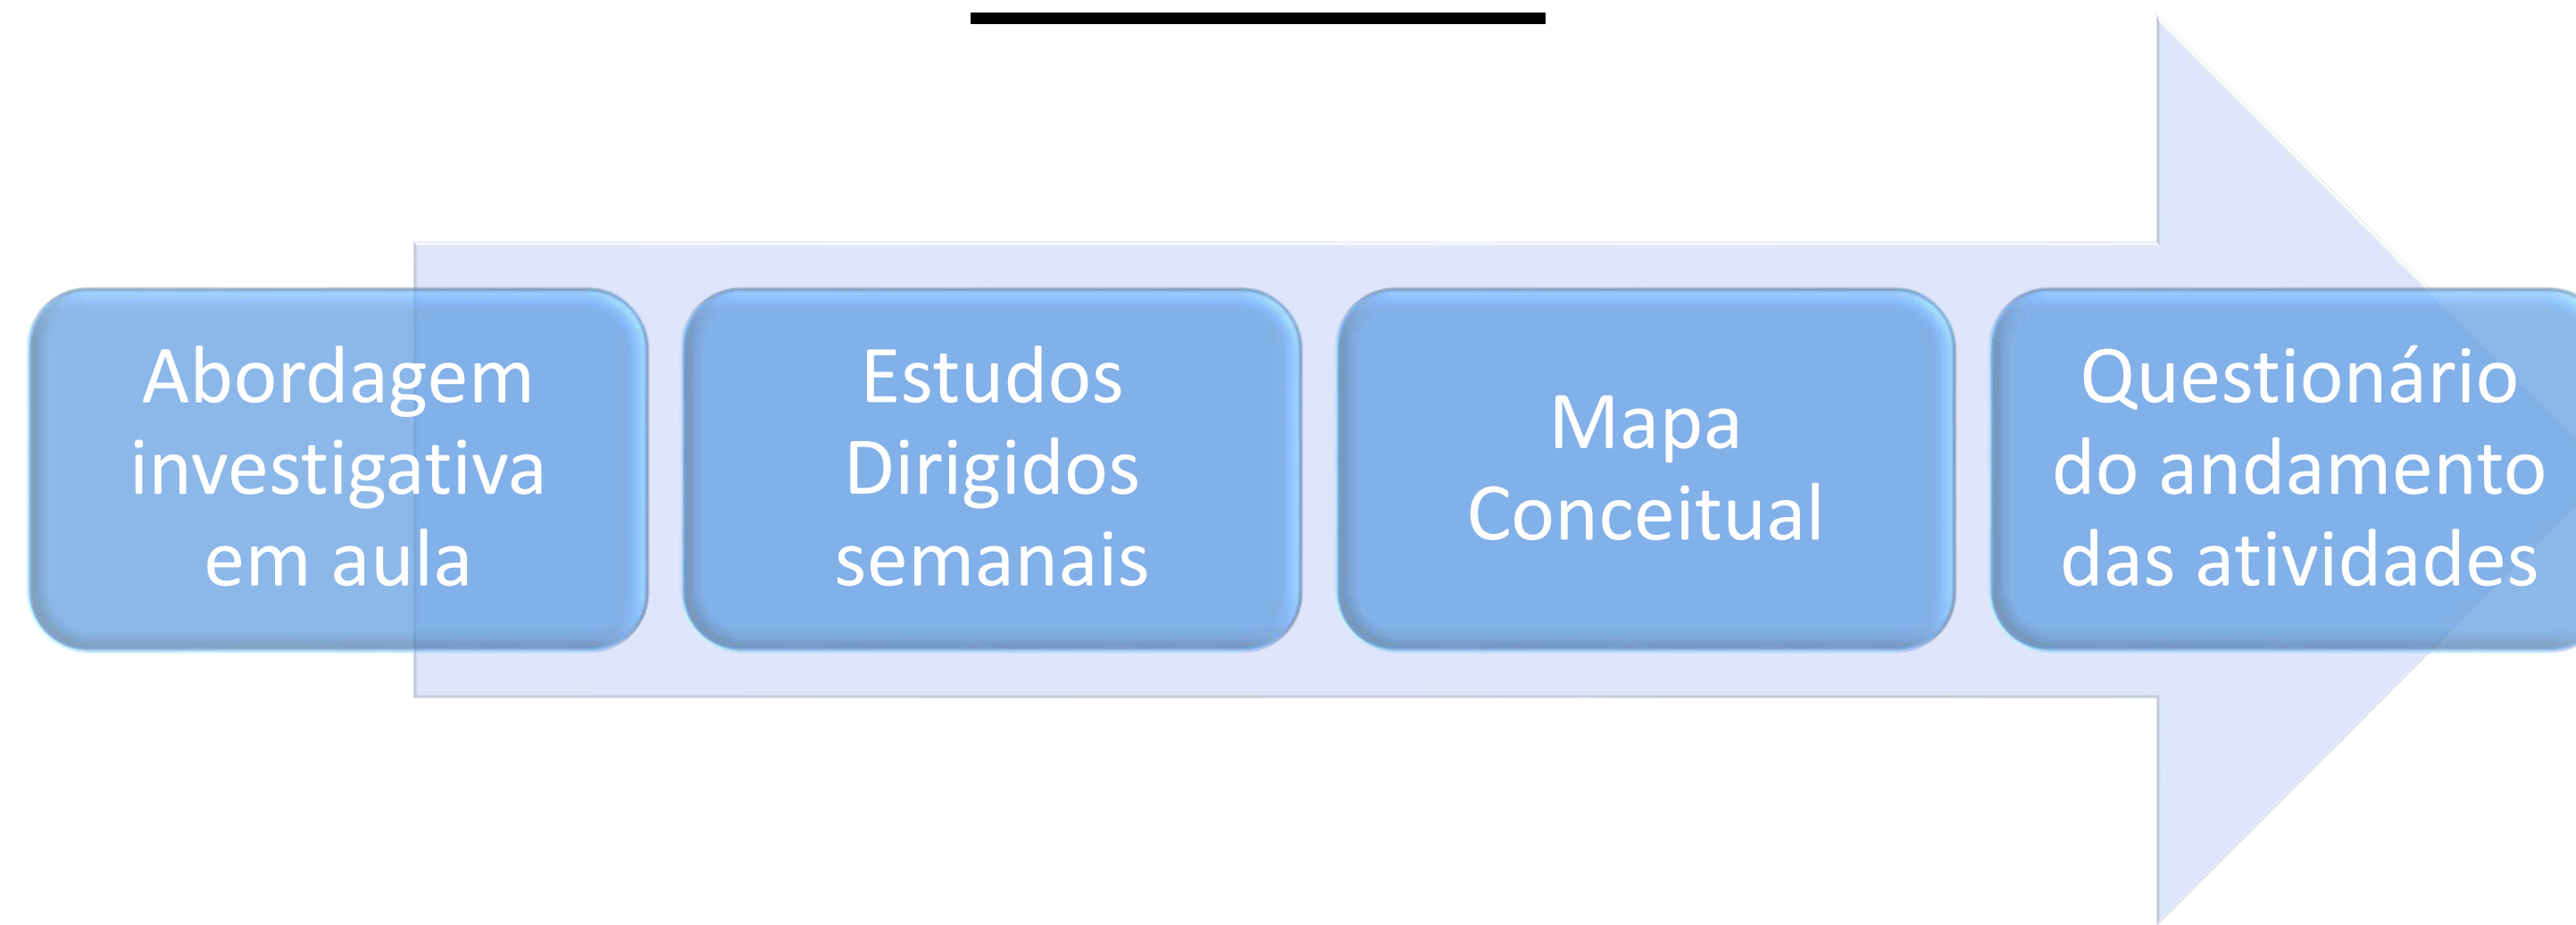 Abordagem
investigativa
em aula
Estudos
Dirigidos
semanais
Mapa
Conceitual
Questionário
do andamento
das atividades